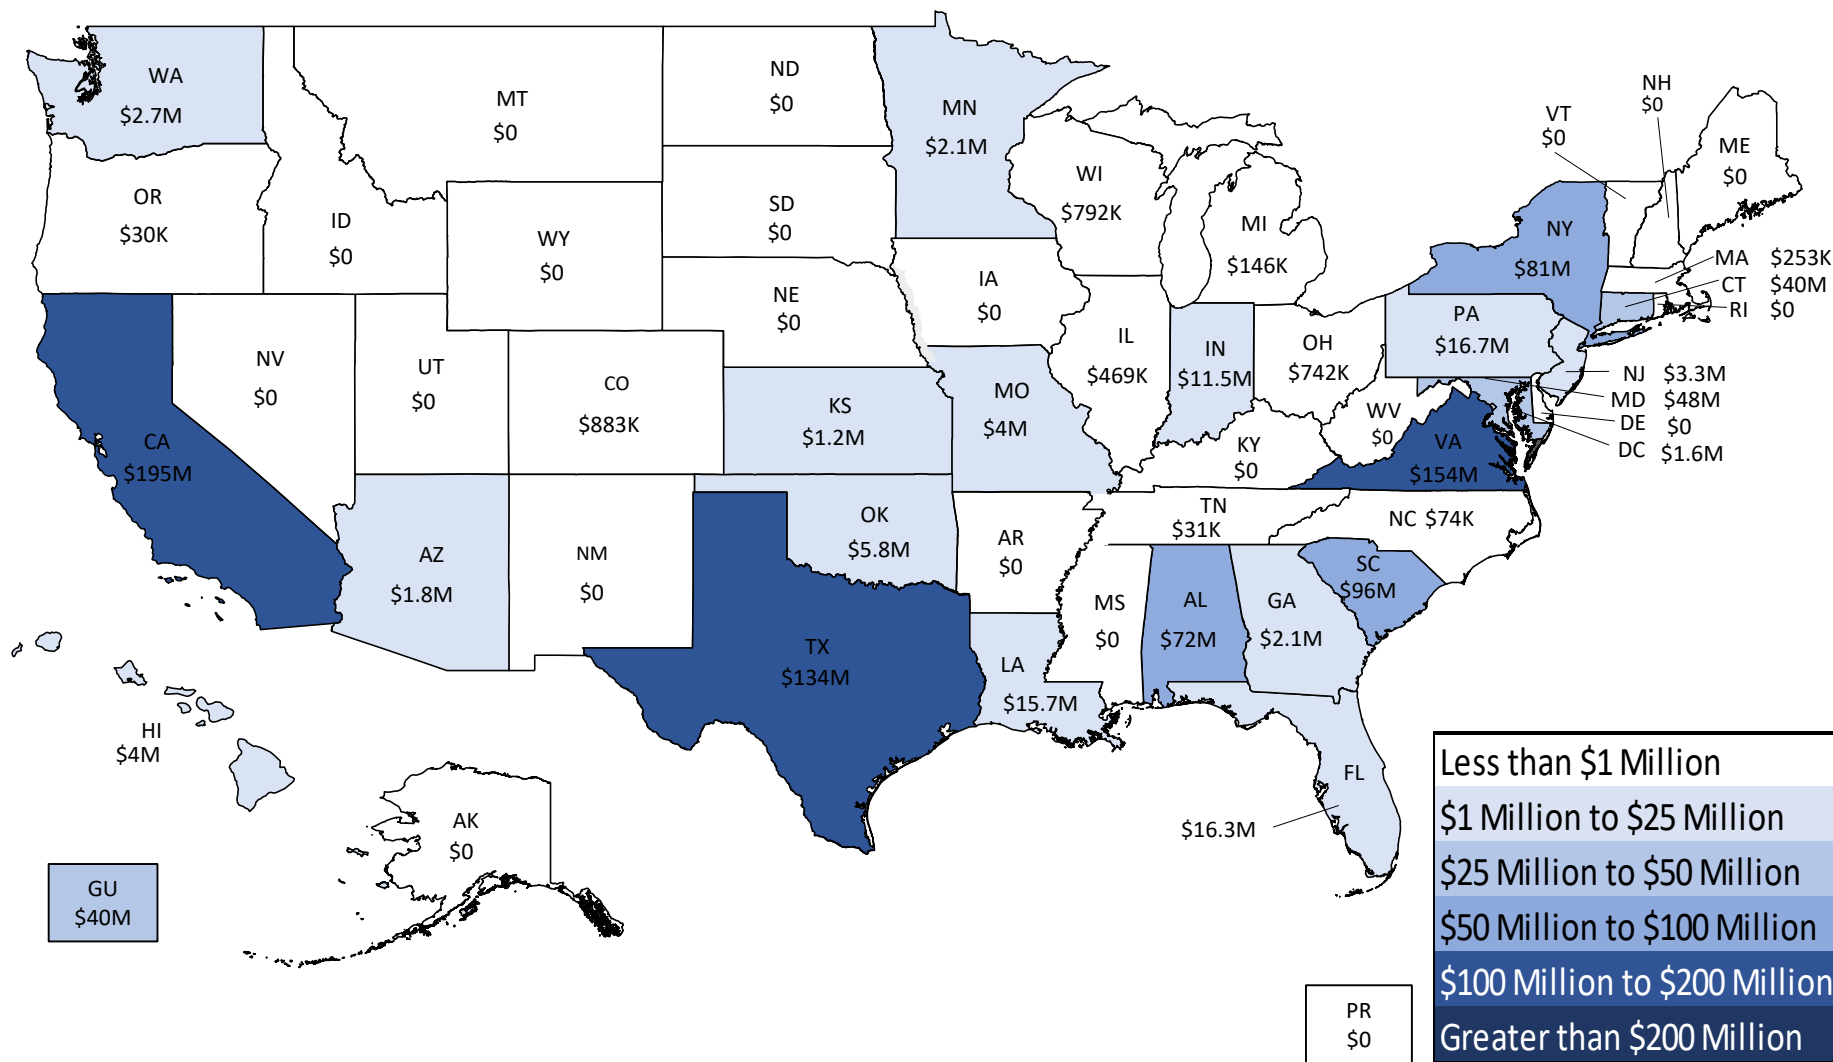 WA
$2.7M
OR
$30K
CA
$195M
NV
$0
ID
$0
MT
$0
WY
$0
UT
$0
CO
$883K
AZ
$1.8M
NM
$0
ND
$0
SD
$0
NE
$0
KS
$1.2M
OK
$5.8M
TX
$134M
MN
$2.1M
IA
$0
MO
$4M
AR
$0
LA
$15.7M
WI
$792K
IL
$469K
MI
$146K
IN
$11.5M
OH
$742K
KY
$0
TN
$31K
MS
$0
AL
$72M
GA
$2.1M
FL
$16.3M
SC
$96M
NC $74K
VA
$154M
WV
$0
PA
$16.7M
NY
$81M
VT
$0
NH
$0
ME
$0
MA $253K
CT $40M
RI $0
NJ $3.3M
MD $48M
DE $0
DC $1.6M
HI
$4M
AK
$0
GU
$40M
PR
$0
Less than $1 Million
$1 Million to $25 Million
$25 Million to $50 Million
$50 Million to $100 Million
$100 Million to $200 Million
Greater than $200 Million